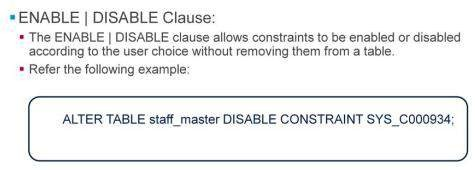 ENABLE | DISABLE Clause:
The ENABLE | DISABLE clause allows constraints to be enabled or disabled
according to the user choice without removing them from a table.
Refer the following example:
ALTER TABLE staff_master DISABLE CONSTRAINT SYS_C000934;